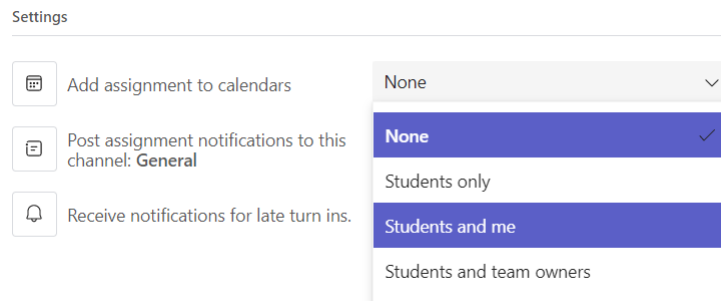 Settings
Add assignment to calendars
None
None
Post assignment notifications to this
channel: General
Students only
Receive notifications for late turn ins.
Students and me
Students and team owners